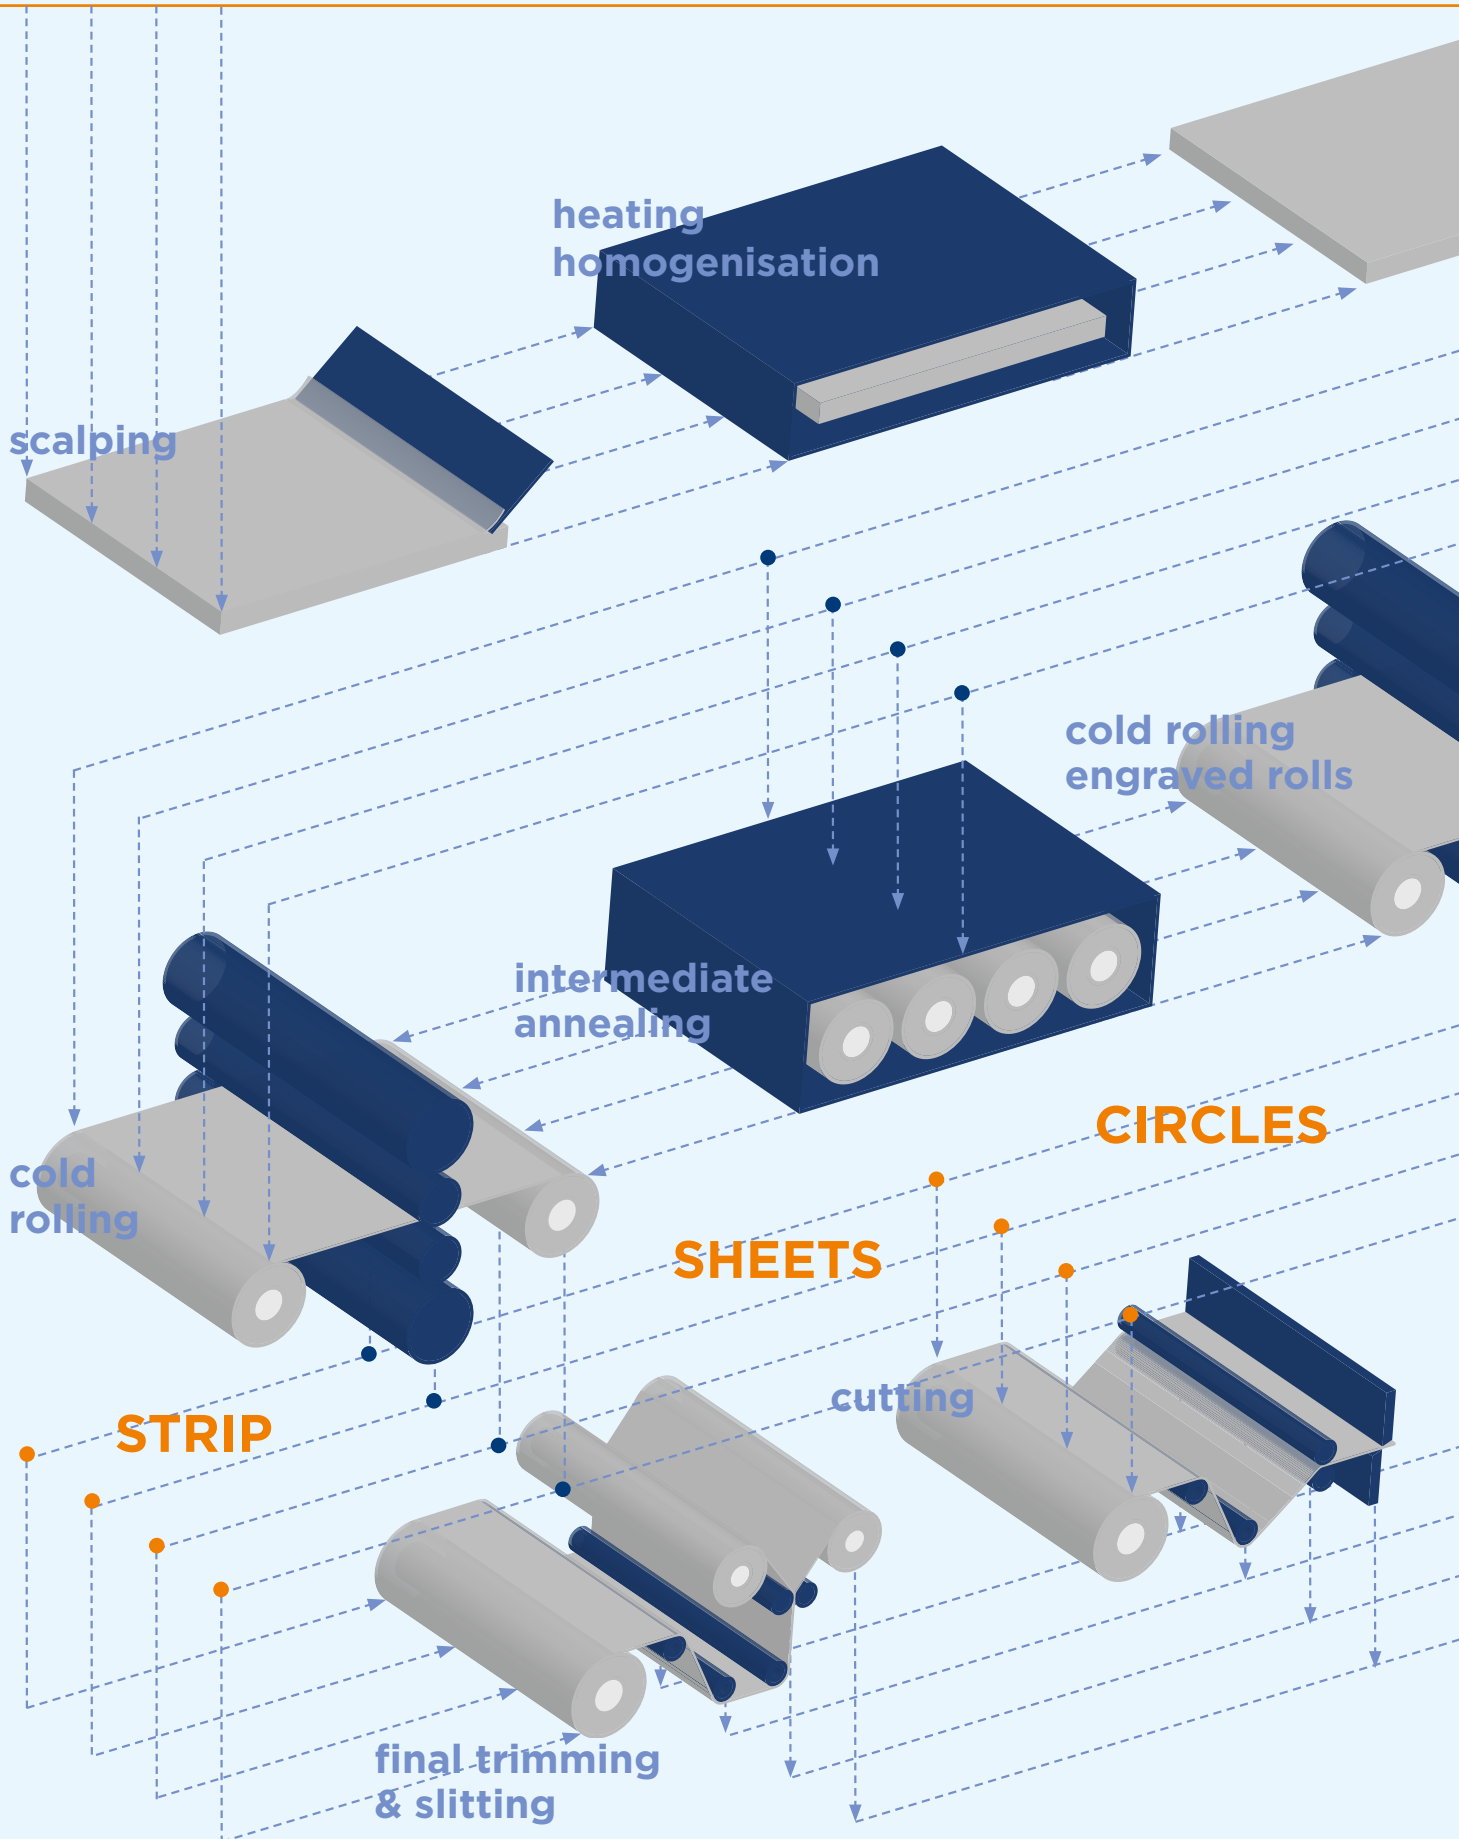 heating
homogenisation
scalping
cold rolling
engraved rolls
intermediate
annealing
CIRCLES
cold
rolling
SHEETS
cutting
STRIP
final trimming
& slitting